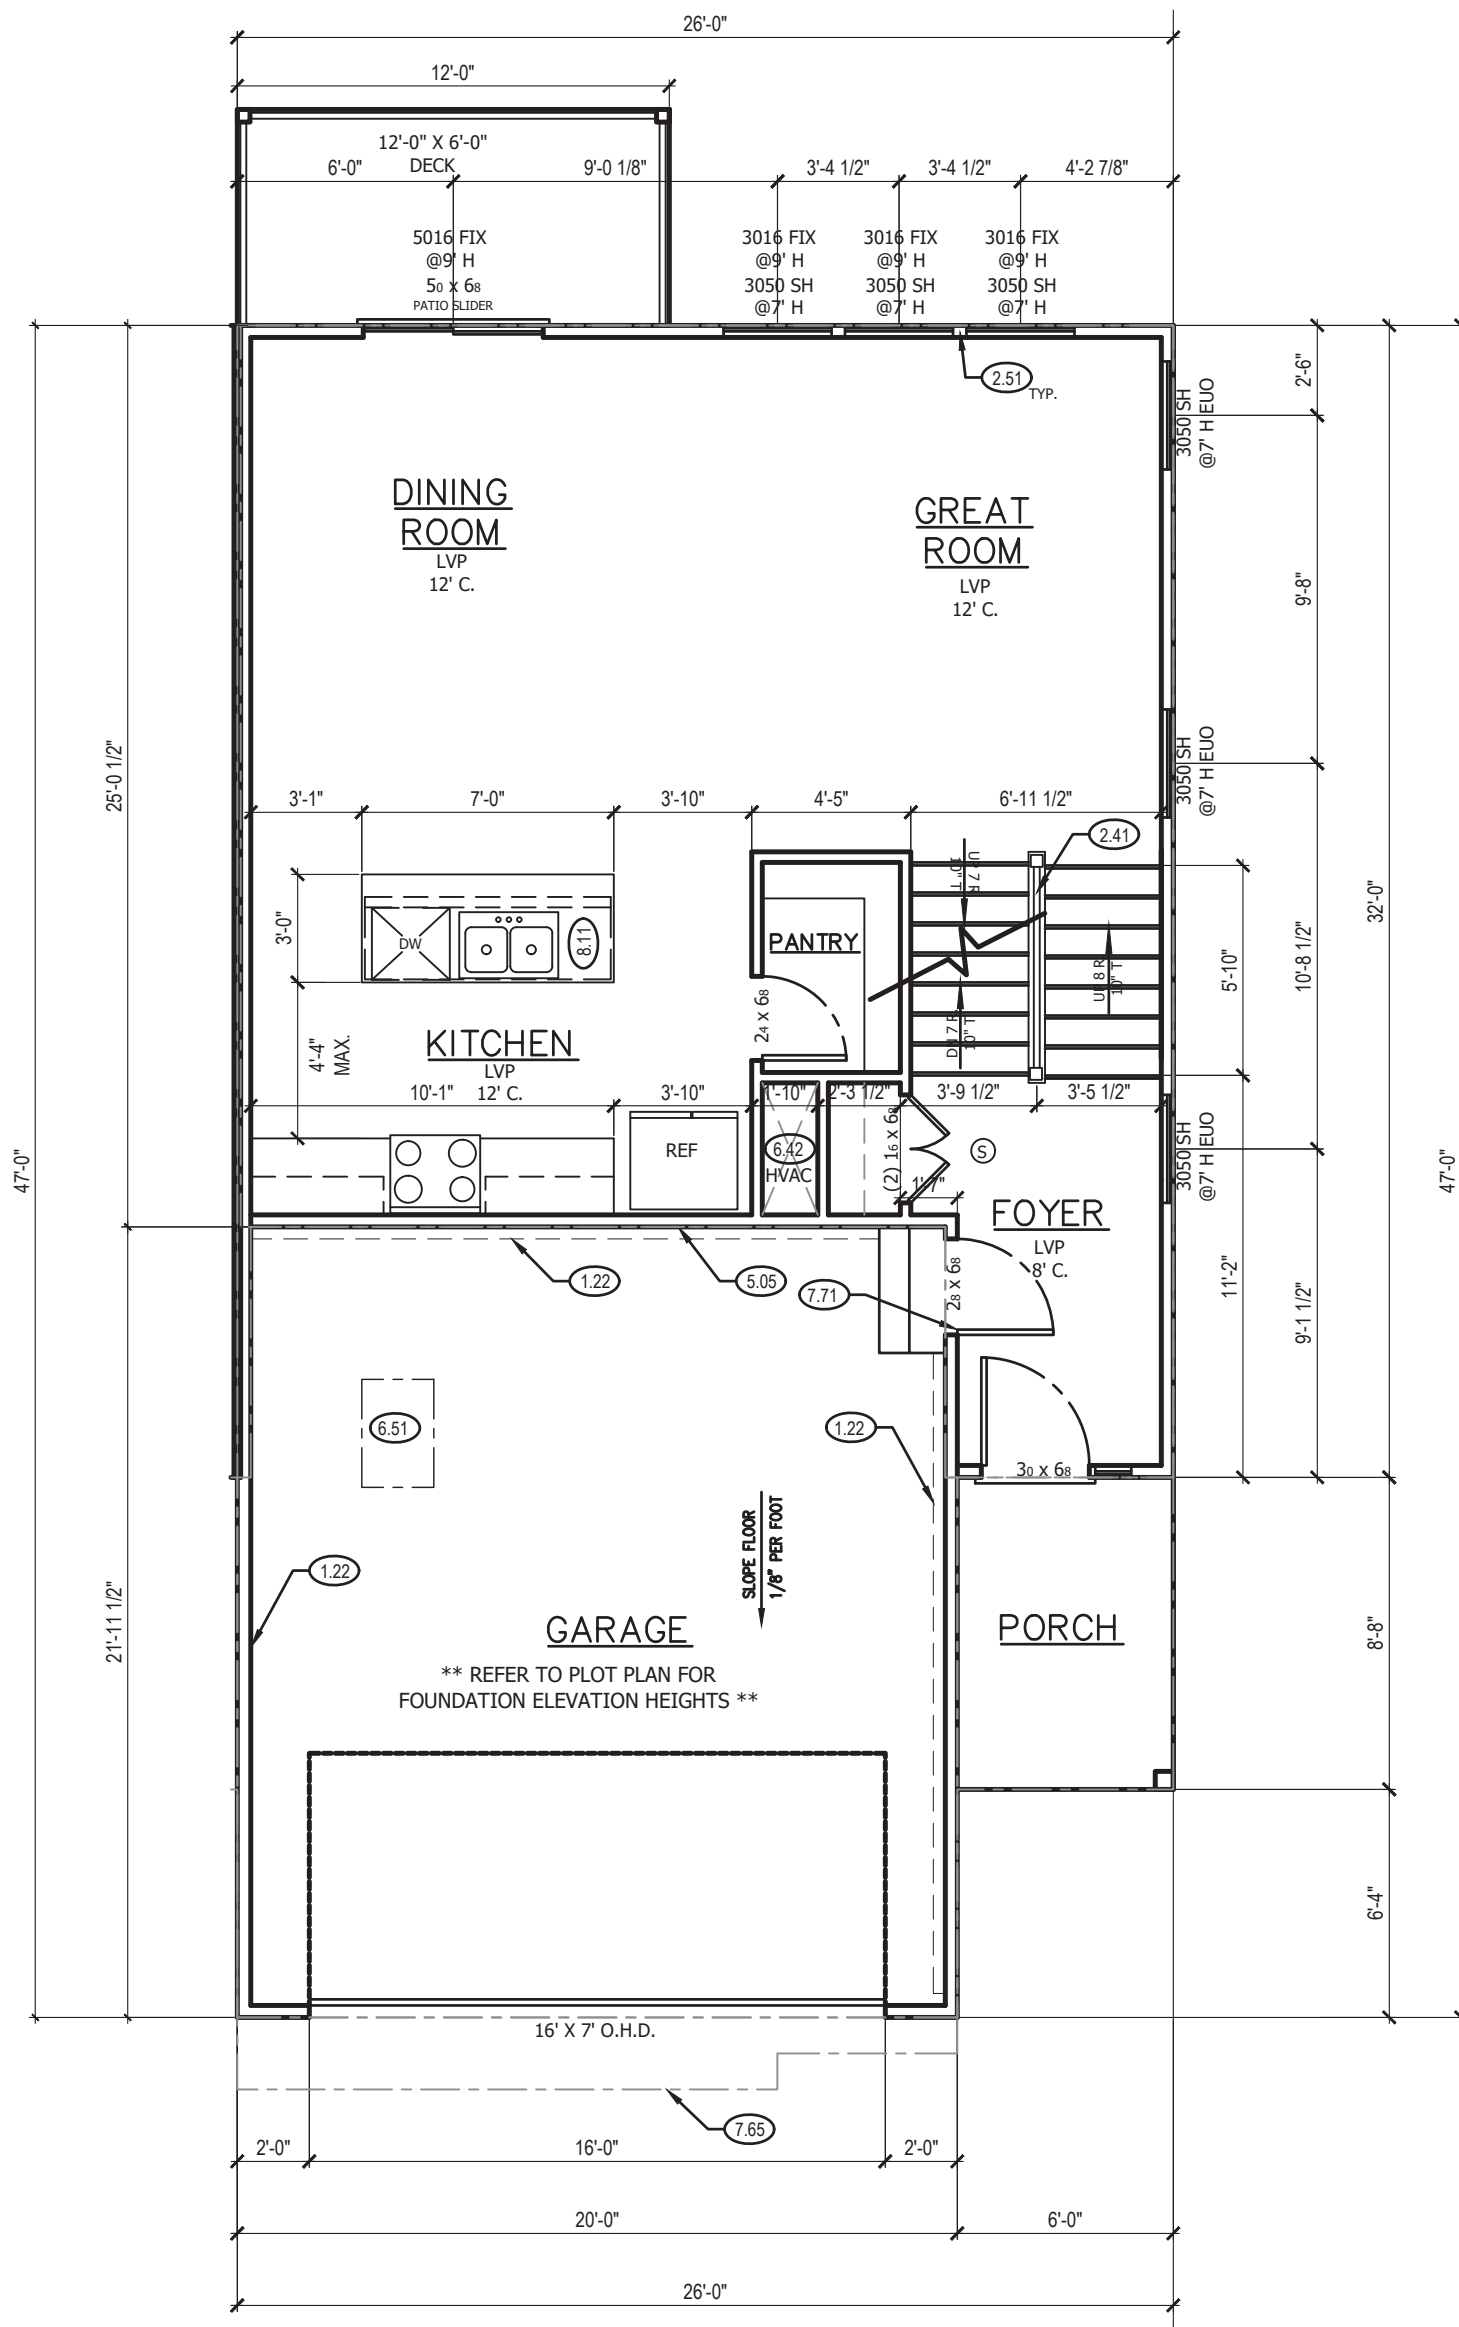 26'-0"
12'-0"
12'-0" X 6'-0"
DECK
6'-0"
9'-0 1/8"
3'-4 1/2"
3'-4 1/2"
4'-2 7/8"
5016 FIX
@9' H
50 x 68
PATIO SLIDER
3016 FIX
@9' H
3050 SH
@7' H
3016 FIX
@9' H
3050 SH
@7' H
3016 FIX
@9' H
3050 SH
@7' H
2.51
TYP.
2'-6"
3050 SH
@7' H EUO
DINING
ROOM
LVP
12' C.
GREAT
ROOM
LVP
12' C.
9'-8"
32'-0"
25'-0 1/2"
3050 SH
@7' H EUO
3'-1"
7'-0"
3'-10"
4'-5"
6'-11 1/2"
2.41
UP 7 R
10" T
3'-0"
DW
8.11
PANTRY
UP 8 R
10" T
5'-10"
10'-8 1/2"
24 x 68
DN 7 R
10" T
4'-4"
MAX.
KITCHEN
LVP
12' C.
10'-1"
3'-10"
1'-10"
2'-3 1/2"
3'-9 1/2"
3'-5 1/2"
47'-0"
REF
6.42
HVAC
(2) 16 x 68
S
1'-7"
3050 SH
@7' H EUO
47'-0"
FOYER
LVP
8' C.
1.22
5.05
7.71
28 x 68
11'-2"
9'-1 1/2"
6.51
1.22
30 x 68
SLOPE FLOOR
1/8" PER FOOT
1.22
21'-11 1/2"
GARAGE
** REFER TO PLOT PLAN FOR
FOUNDATION ELEVATION HEIGHTS **
PORCH
8'-8"
6'-4"
16' X 7' O.H.D.
7.65
2'-0"
16'-0"
2'-0"
20'-0"
6'-0"
26'-0"